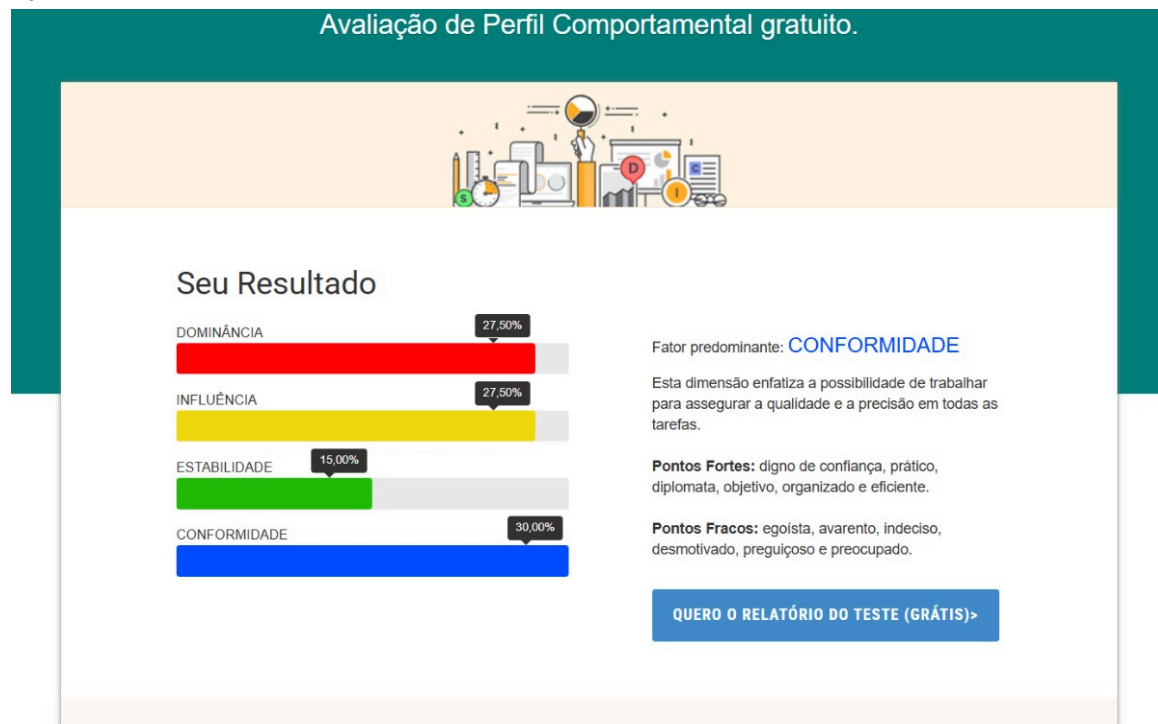 Avaliação de Perfil Comportamental gratuito.
S
D
I
C
Seu Resultado
DOMINÂNCIA
27,50%
INFLUÊNCIA
27,50%
ESTABILIDADE
15,00%
CONFORMIDADE
30,00%
Fator predominante: CONFORMIDADE
Esta dimensão enfatiza a possibilidade de trabalhar
para assegurar a qualidade e a precisão em todas as
tarefas.
Pontos Fortes: digno de confiança, prático,
diplomata, objetivo, organizado e eficiente.
Pontos Fracos: egoísta, avarento, indeciso,
desmotivado, preguiçoso e preocupado.
QUERO O RELATÓRIO DO TESTE (GRÁTIS)>